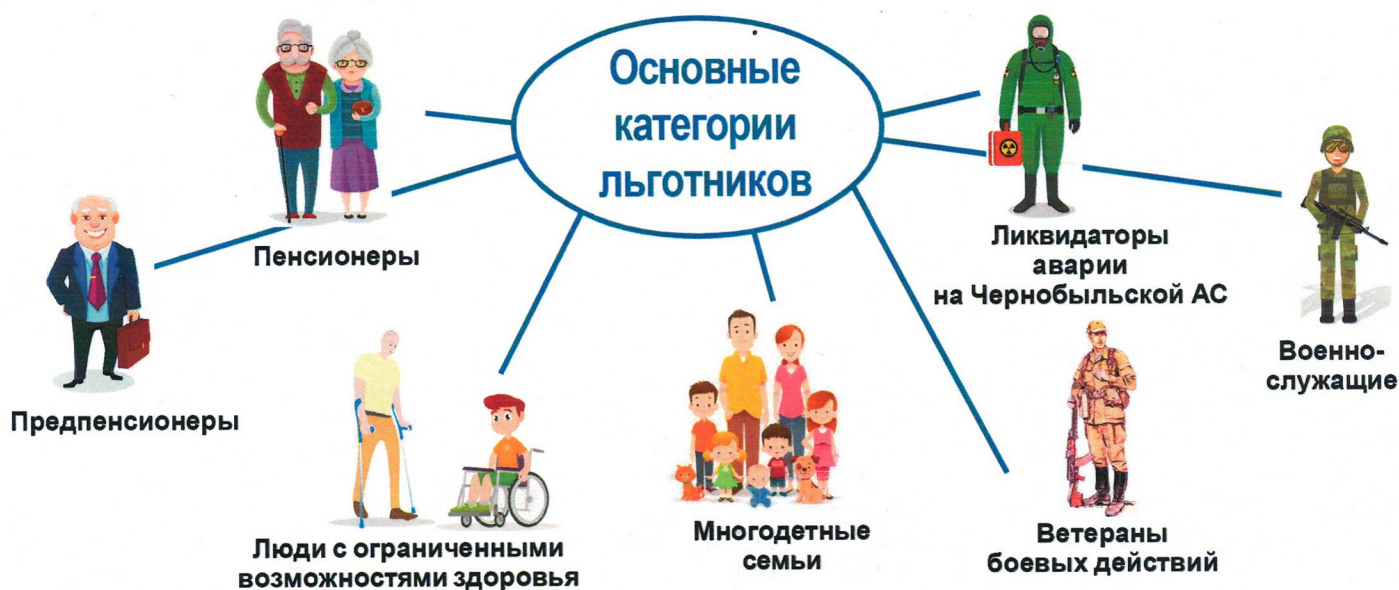 Основные
категории
льготников
Пенсионеры
Предпенсионеры
Люди с ограниченными
возможностями здоровья
Многодетные
семьи
Ветераны
боевых действий
Ликвидаторы
аварии
на Чернобыльской АС
Военно-
служащие